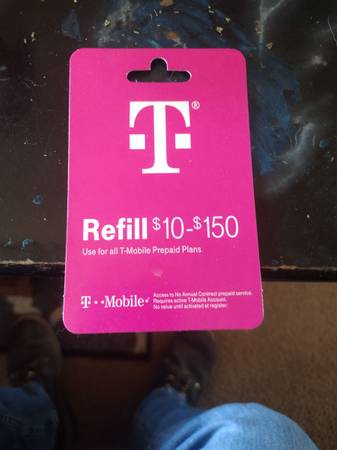 T®
Refill $10-$150
Use for all T-Mobile Prepaid Plans
T··Mobile·
Access to No Annual Contract prepaid service.
Requires active T-Mobile Account.
No value until activated at register.